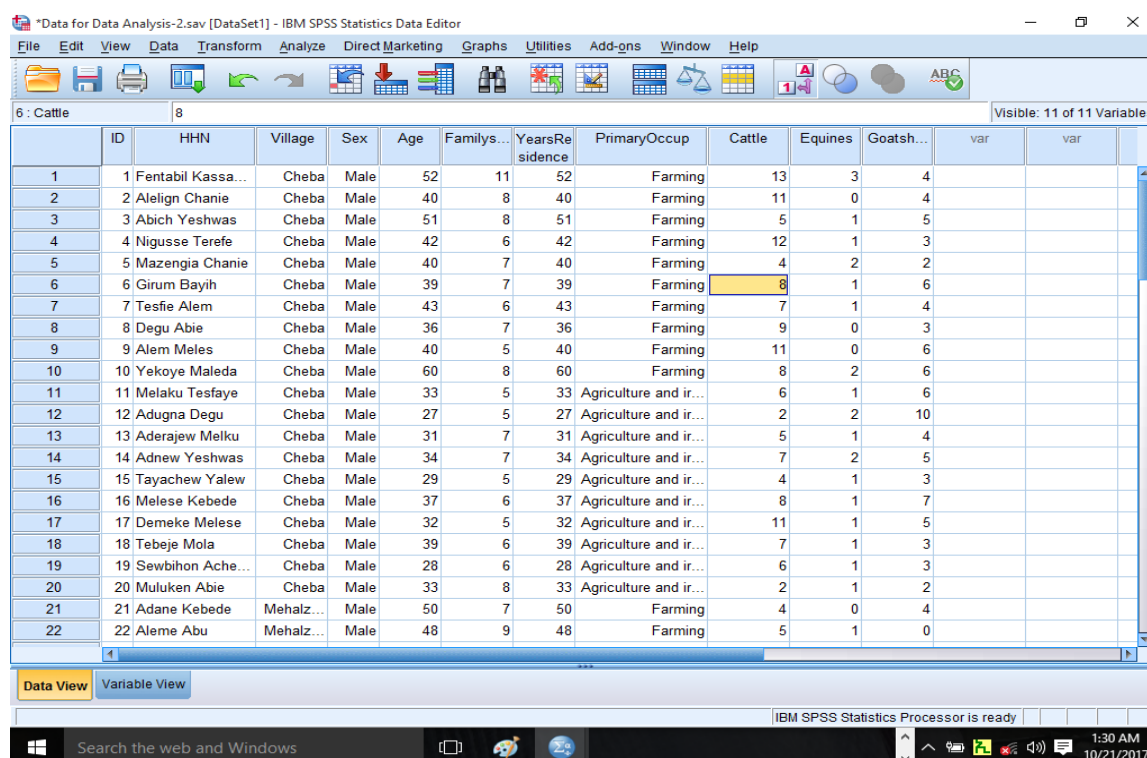 *Data for Data Analysis-2.sav [DataSet1] - IBM SPSS Statistics Data Editor
File Edit View Data Transform Analyze Direct Marketing Graphs Utilities Add-ons Window Help
6 : Cattle 8 Visible: 11 of 11 Variable
ID HHN Village Sex Age Familys... YearsResidence PrimaryOccup Cattle Equines Goatsh... var var
1 1 Fentabil Kassa... Cheba Male 52 11 52 Farming 13 3 4
2 2 Alelign Chanie Cheba Male 40 8 40 Farming 11 0 4
3 3 Abich Yeshwas Cheba Male 51 8 51 Farming 5 1 5
4 4 Nigusse Terefe Cheba Male 42 6 42 Farming 12 1 3
5 5 Mazengia Chanie Cheba Male 40 7 40 Farming 4 2 2
6 6 Girum Bayih Cheba Male 39 7 39 Farming 8 1 6
7 7 Tesfie Alem Cheba Male 43 6 43 Farming 7 1 4
8 8 Degu Abie Cheba Male 36 7 36 Farming 9 0 3
9 9 Alem Meles Cheba Male 40 5 40 Farming 11 0 6
10 10 Yekoye Maleda Cheba Male 60 8 60 Farming 8 2 6
11 11 Melaku Tesfaye Cheba Male 33 5 33 Agriculture and ir... 6 1 6
12 12 Adugna Degu Cheba Male 27 5 27 Agriculture and ir... 2 2 10
13 13 Aderajew Melku Cheba Male 31 7 31 Agriculture and ir... 5 1 4
14 14 Adnew Yeshwas Cheba Male 34 7 34 Agriculture and ir... 7 2 5
15 15 Tayachew Yalew Cheba Male 29 5 29 Agriculture and ir... 4 1 3
16 16 Melese Kebede Cheba Male 37 6 37 Agriculture and ir... 8 1 7
17 17 Demeke Melese Cheba Male 32 5 32 Agriculture and ir... 11 1 5
18 18 Tebeje Mola Cheba Male 39 6 39 Agriculture and ir... 7 1 3
19 19 Sewbihon Ache... Cheba Male 28 6 28 Agriculture and ir... 6 1 3
20 20 Muluken Abie Cheba Male 33 8 33 Agriculture and ir... 2 1 2
21 21 Adane Kebede Mehalz... Male 50 7 50 Farming 4 0 4
22 22 Aleme Abu Mehalz... Male 48 9 48 Farming 5 1 0
Data View Variable View
IBM SPSS Statistics Processor is ready
Search the web and Windows
1:30 AM
10/21/2017